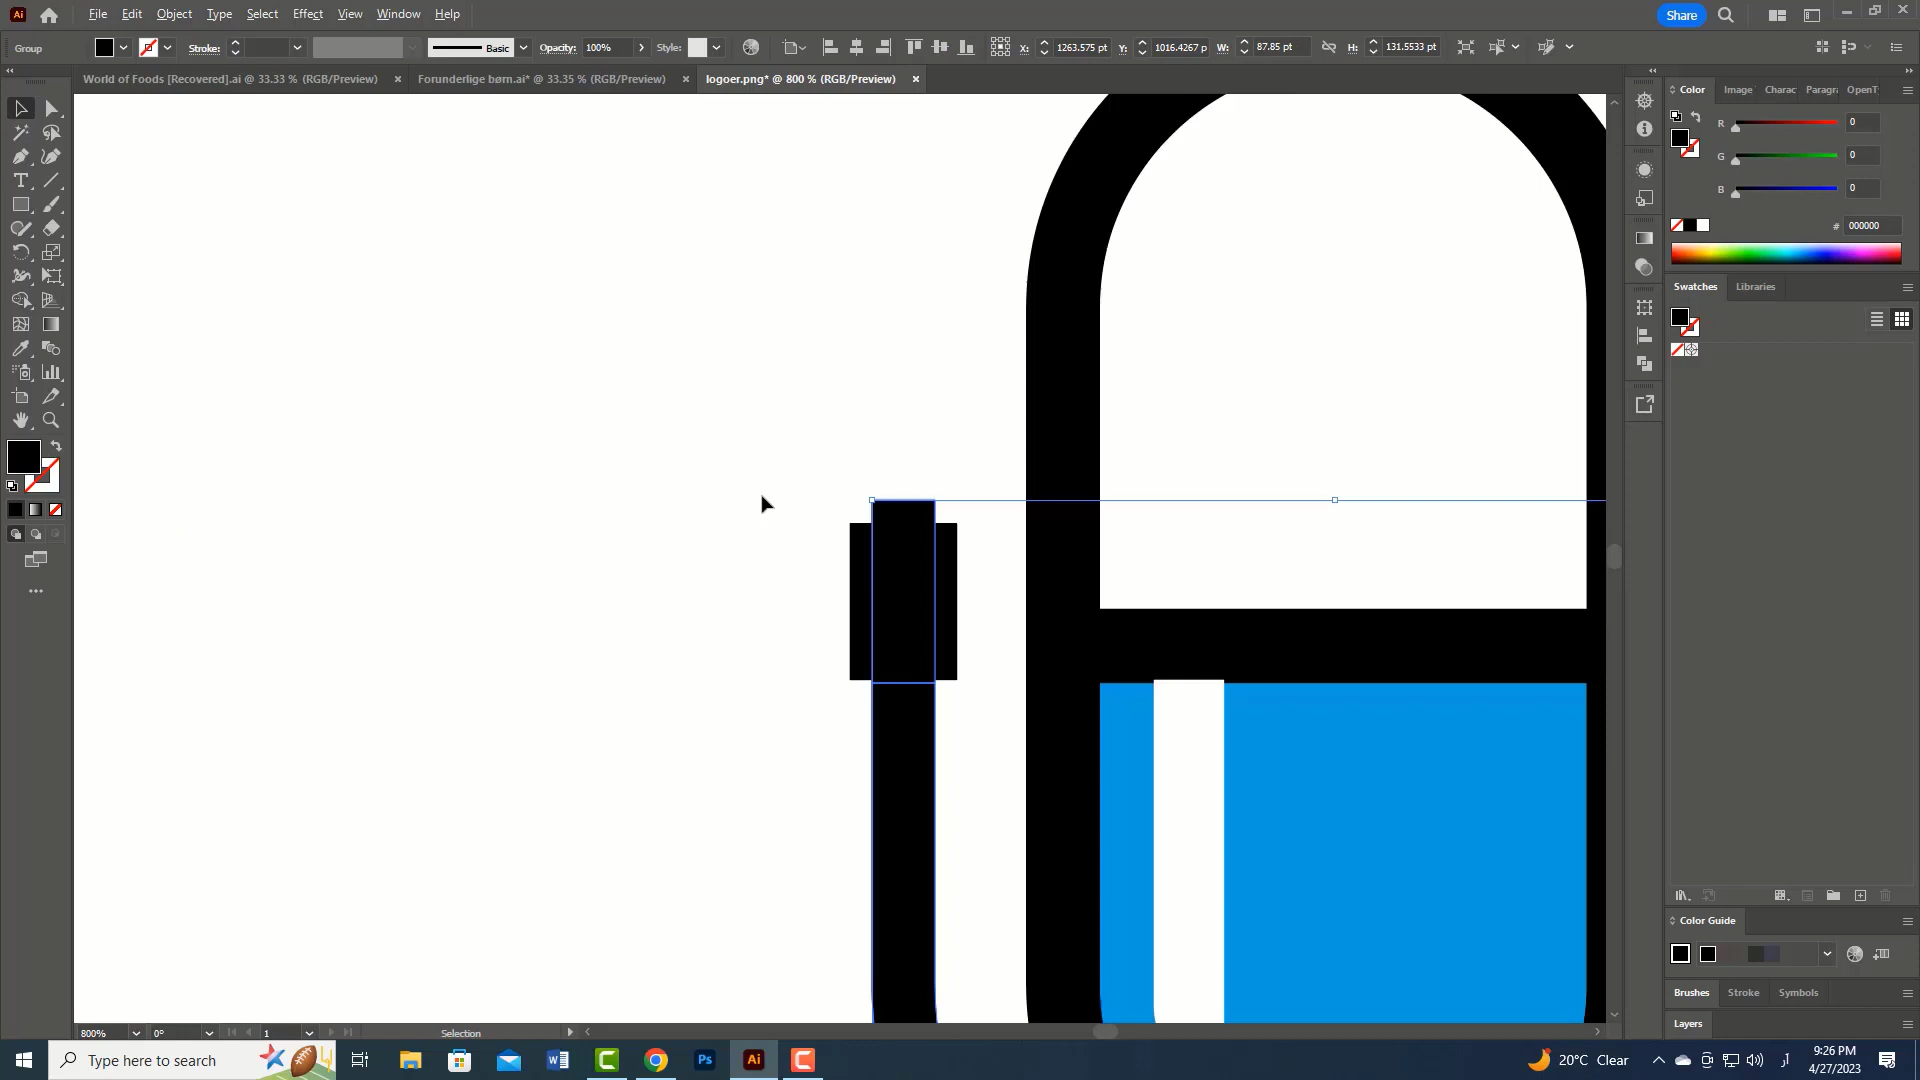 Ai File Edit Object Type Select Effect View Window Help Share
Group Stroke: Basic Opacity: 100% Style: X: 1263.575 pt Y: 1016.4267 p W: 87.85 pt H: 131.5533 pt
World of Foods [Recovered].ai @ 33.33 % (RGB/Preview) Forunderlige børn.ai* @ 33.35 % (RGB/Preview) logoer.png* @ 800 % (RGB/Preview)
Color Image Charac Paragra OpenT
R 0
G 0
B 0
# 000000
Swatches Libraries
Color Guide
Brushes Stroke Symbols
Layers
800% 0° 1 Selection
Type here to search Ps Ai 20°C Clear 9:26 PM
4/27/2023